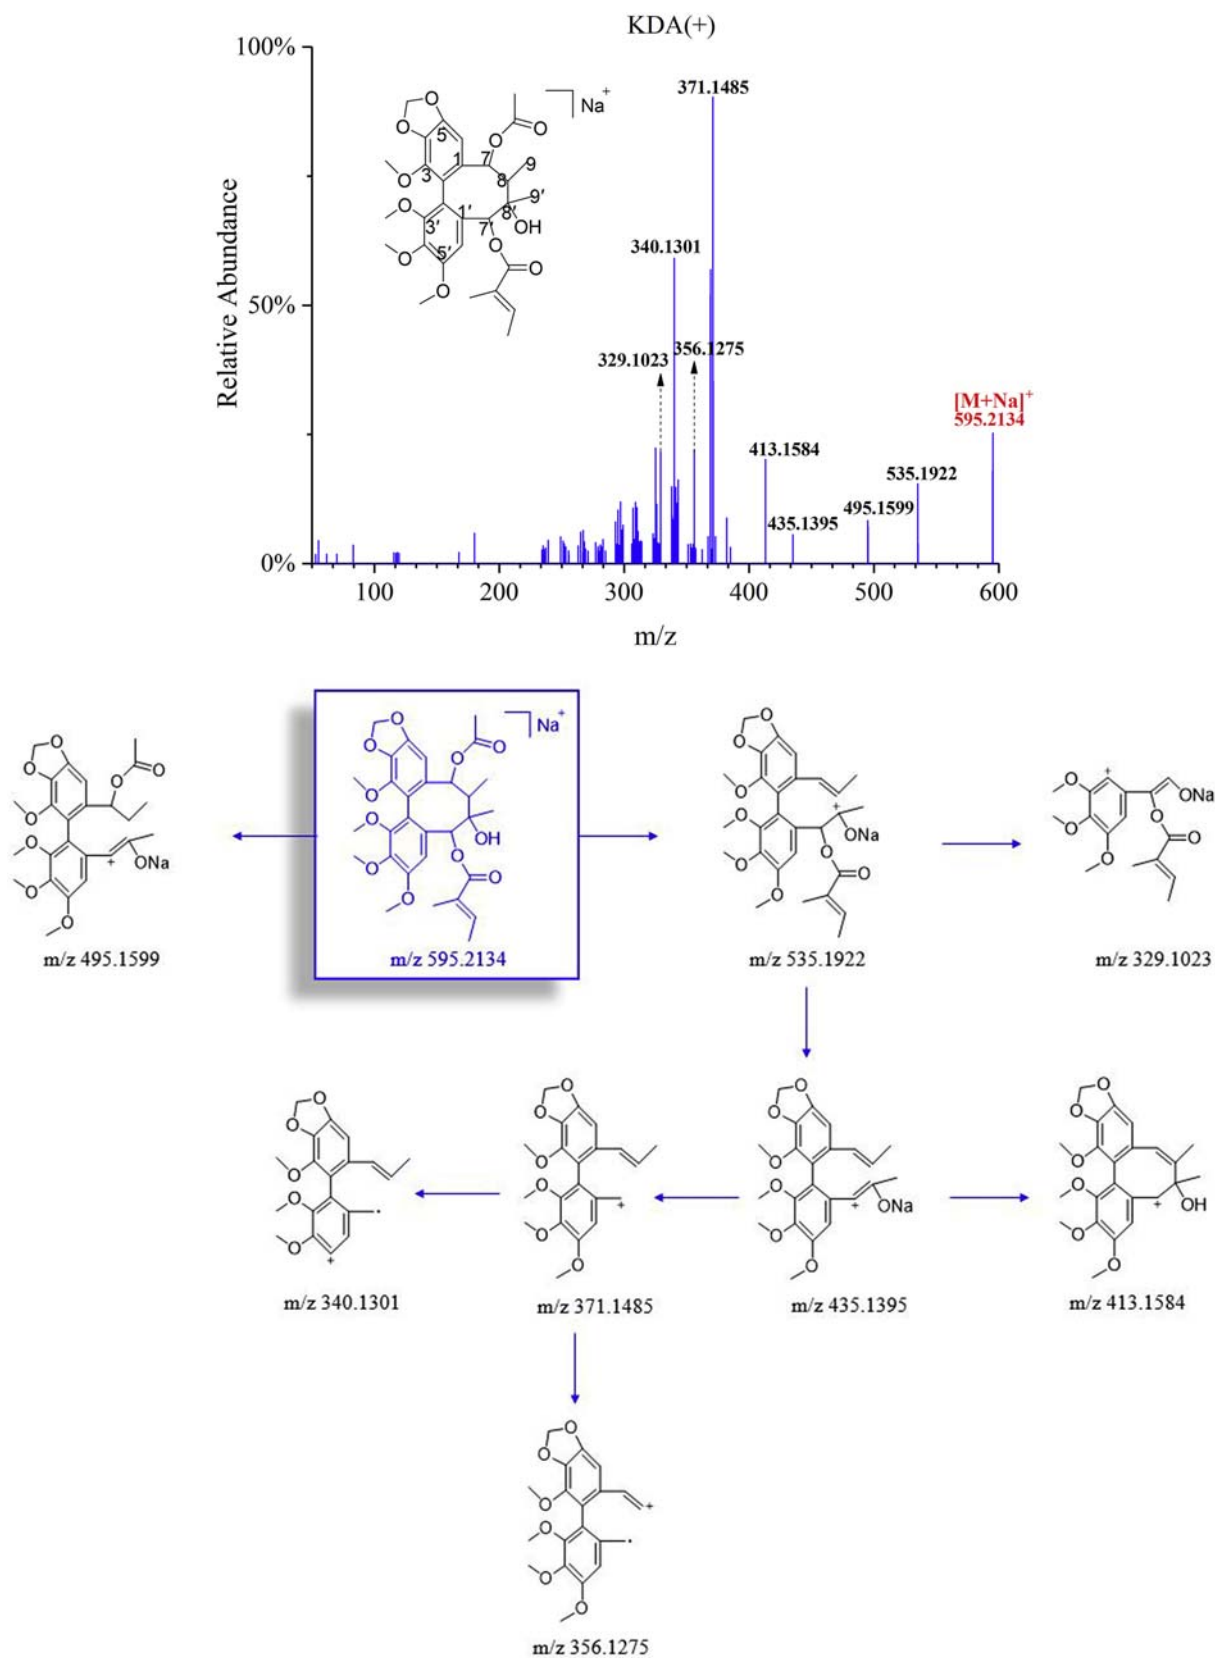 KDA(+)
100%
50%
0%
Relative Abundance
100
200
300
400
500
600
m/z
371.1485
340.1301
329.1023
356.1275
413.1584
435.1395
495.1599
535.1922
[M+Na]+
595.2134
Na+
O
O
O
O
O
O
O
O
OH
O
O
5
1
3
7
8
9
9'
8'
7'
1'
3'
5'
O
O
O
O
O
O
O
O
ONa
m/z 495.1599
Na+
O
O
O
O
O
O
O
O
OH
O
O
m/z 595.2134
O
O
O
O
O
O
ONa
O
O
m/z 535.1922
O
O
O
ONa
O
O
m/z 329.1023
O
O
O
O
O
m/z 340.1301
O
O
O
O
O
O
m/z 371.1485
O
O
O
O
O
O
ONa
m/z 435.1395
O
O
O
O
O
O
OH
m/z 413.1584
O
O
O
O
O
O
m/z 356.1275